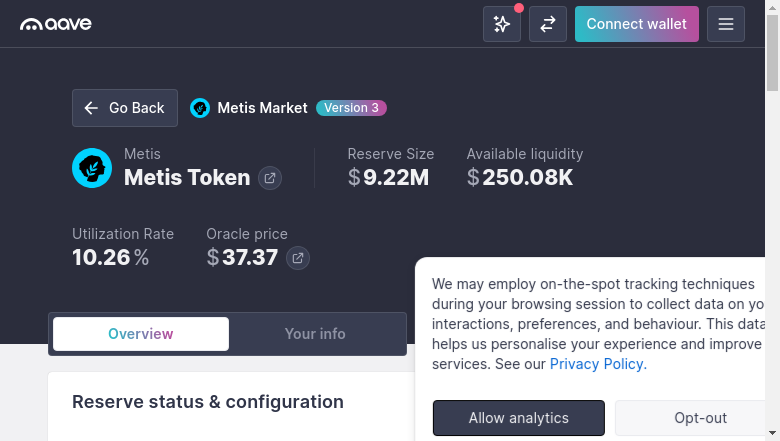 aave
Connect wallet
Go Back
Metis Market
Version 3
Metis
Metis Token
Reserve Size
$9.22M
Available liquidity
$250.08K
Utilization Rate
10.26%
Oracle price
$37.37
We may employ on-the-spot tracking techniques
during your browsing session to collect data on
interactions, preferences, and behaviour. This data
helps us personalise your experience and improve
services. See our Privacy Policy.
Allow analytics
Opt-out
Overview
Your info
Reserve status & configuration